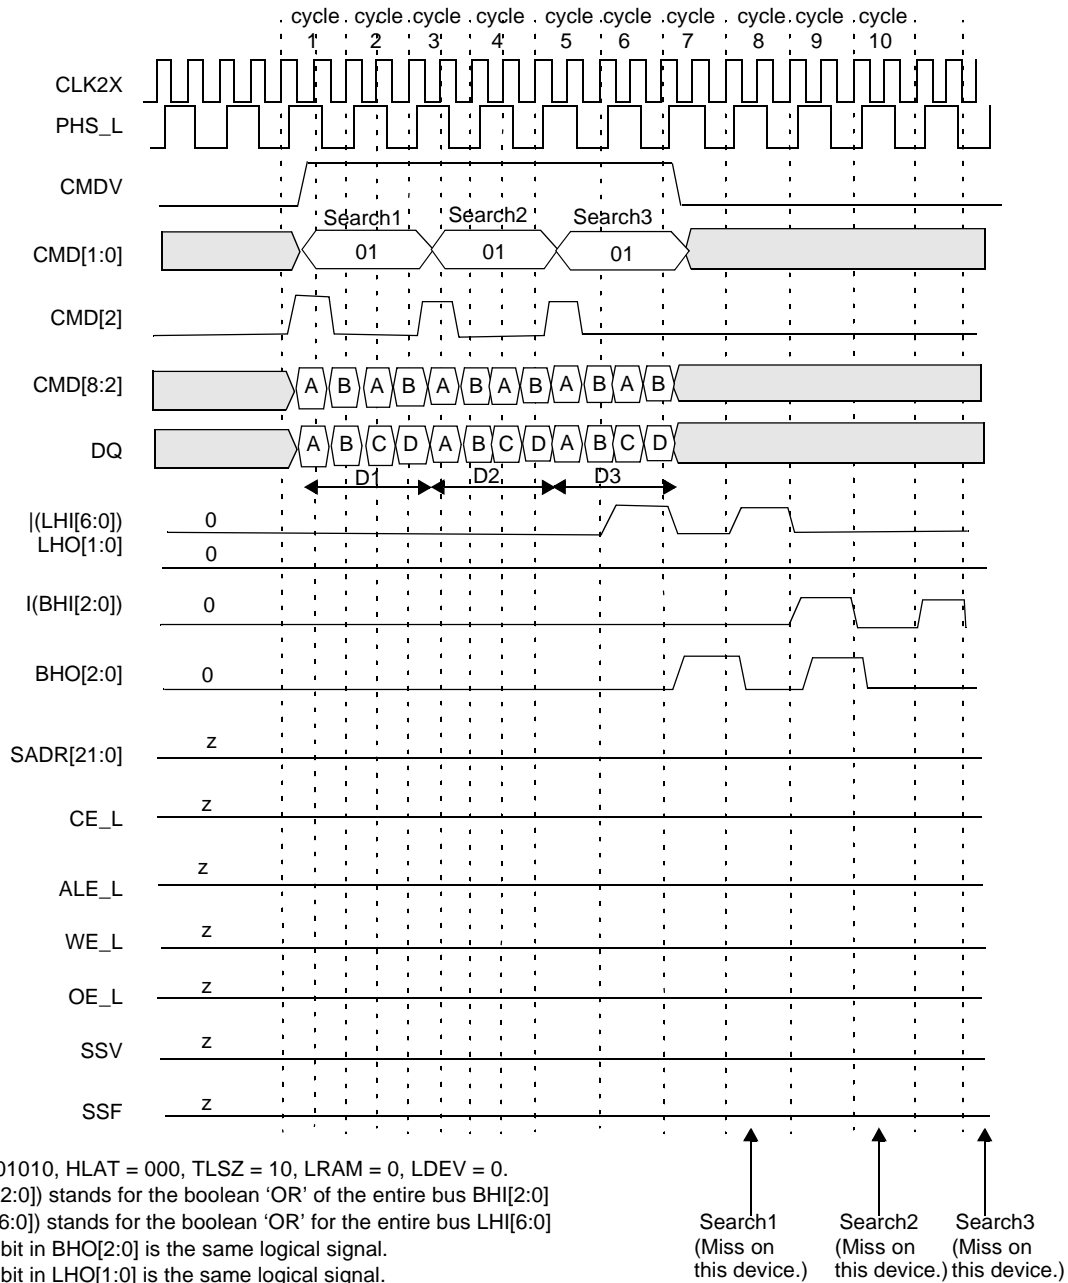 cycle cycle cycle cycle cycle cycle cycle cycle cycle cycle
1 2 3 4 5 6 7 8 9 10
CLK2X
PHS_L
CMDV
Search1 Search2 Search3
CMD[1:0] 01 01 01
CMD[2]
CMD[8:2] A B A B A B A B A B A B
DQ A B C D A B C D A B C D
D1 D2 D3
|(LHI[6:0]) 0
LHO[1:0] 0
I(BHI[2:0]) 0
BHO[2:0] 0
SADR[21:0] z
CE_L z
ALE_L z
WE_L z
OE_L z
SSV z
SSF z
01010, HLAT = 000, TLSZ = 10, LRAM = 0, LDEV = 0.
2:0]) stands for the boolean ‘OR’ of the entire bus BHI[2:0]
6:0]) stands for the boolean ‘OR’ for the entire bus LHI[6:0]
bit in BHO[2:0] is the same logical signal.
bit in LHO[1:0] is the same logical signal.
Search1
(Miss on
this device.)
Search2
(Miss on
this device.)
Search3
(Miss on
this device.)